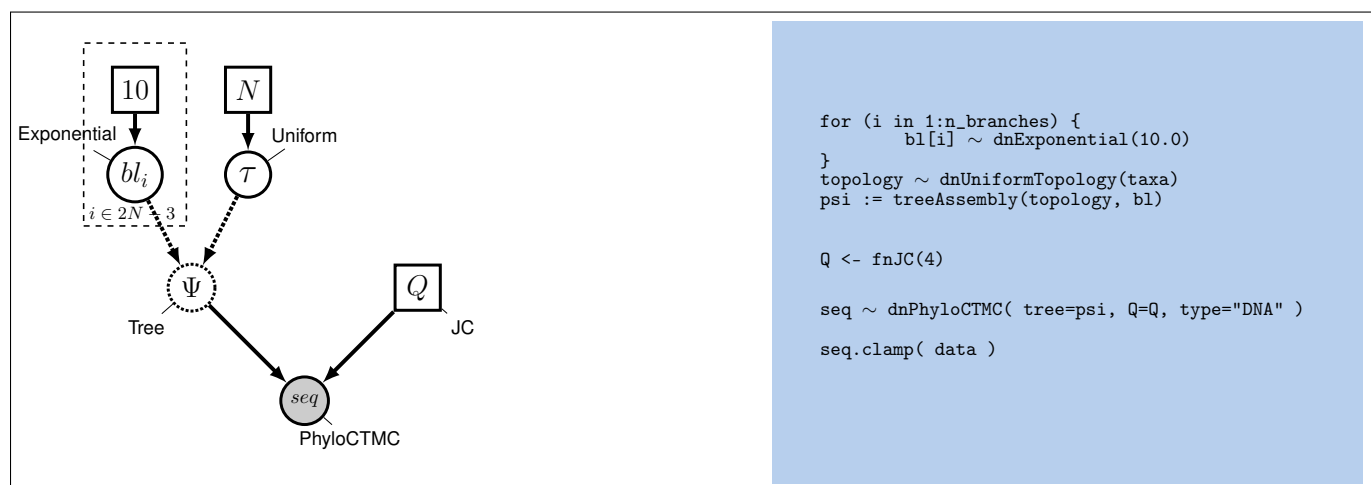 10
N
Exponential
Uniform
bl_i
τ
i ∈ 2N − 3
Ψ
Q
Tree
JC
seq
PhyloCTMC
for (i in 1:n_branches) {
bl[i] ∼ dnExponential(10.0)
}
topology ∼ dnUniformTopology(taxa)
psi := treeAssembly(topology, bl)
Q <- fnJC(4)
seq ∼ dnPhyloCTMC( tree=psi, Q=Q, type="DNA" )
seq.clamp( data )